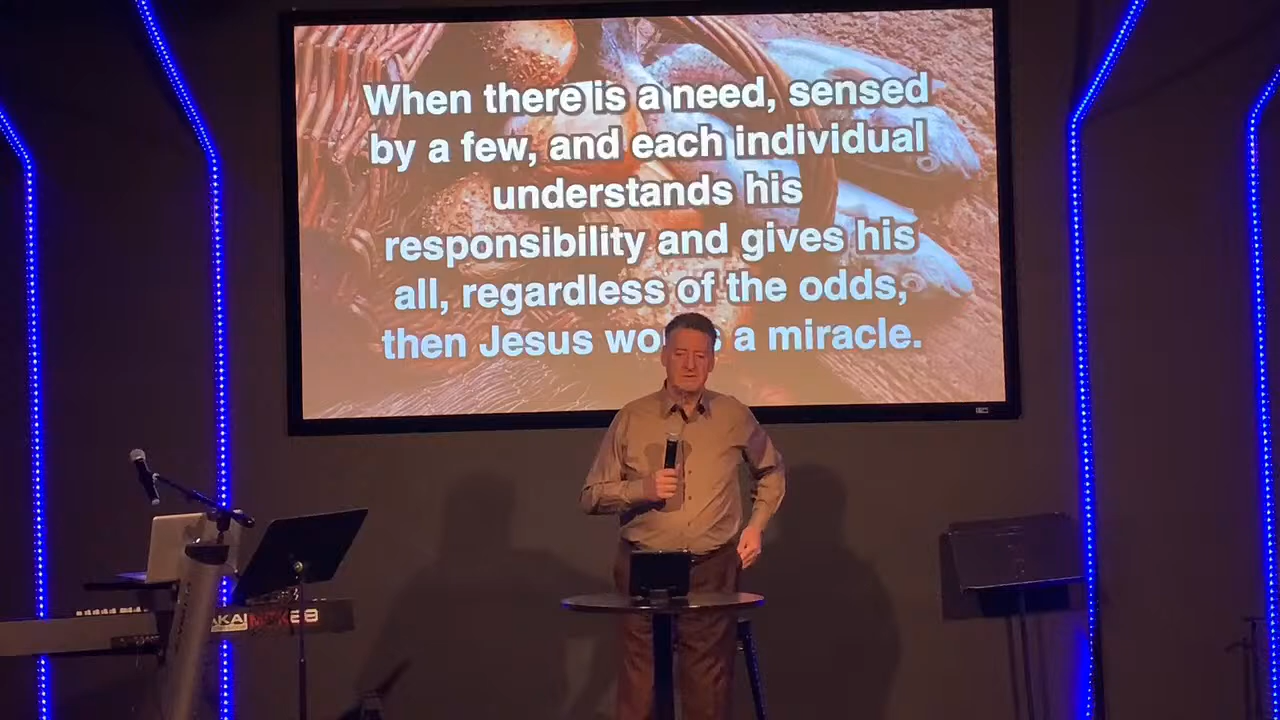 When there is a need, sensed
by a few, and each individual
understands his
responsibility and gives his
all, regardless of the odds,
then Jesus a miracle.
AKAI MPK88